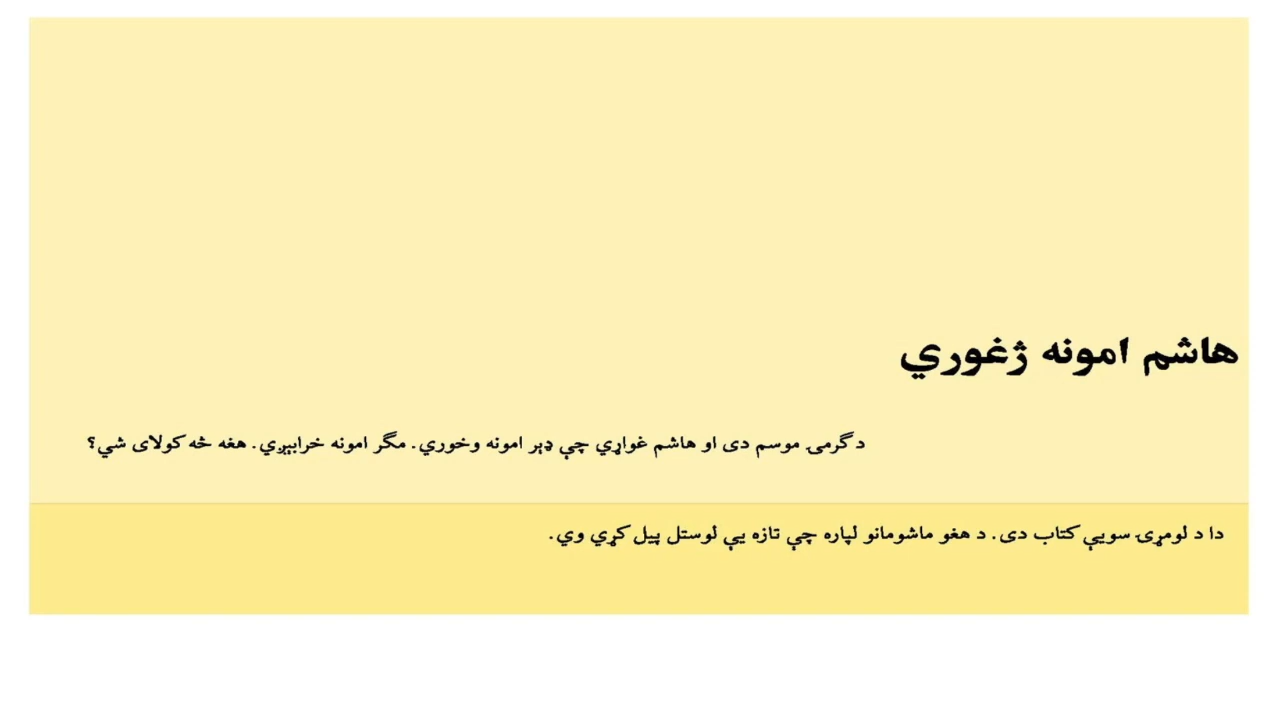 هاشم امونه ژغوري
د ګرمۍ موسم دی او هاشم غواړي چې ډېر امونه وخوري. مګر امونه خرابېږي. هغه څه کولای شي؟
دا د لومړۍ سويې کتاب دی. د هغو ماشومانو لپاره چې تازه يې لوستل پيل کړي وي.